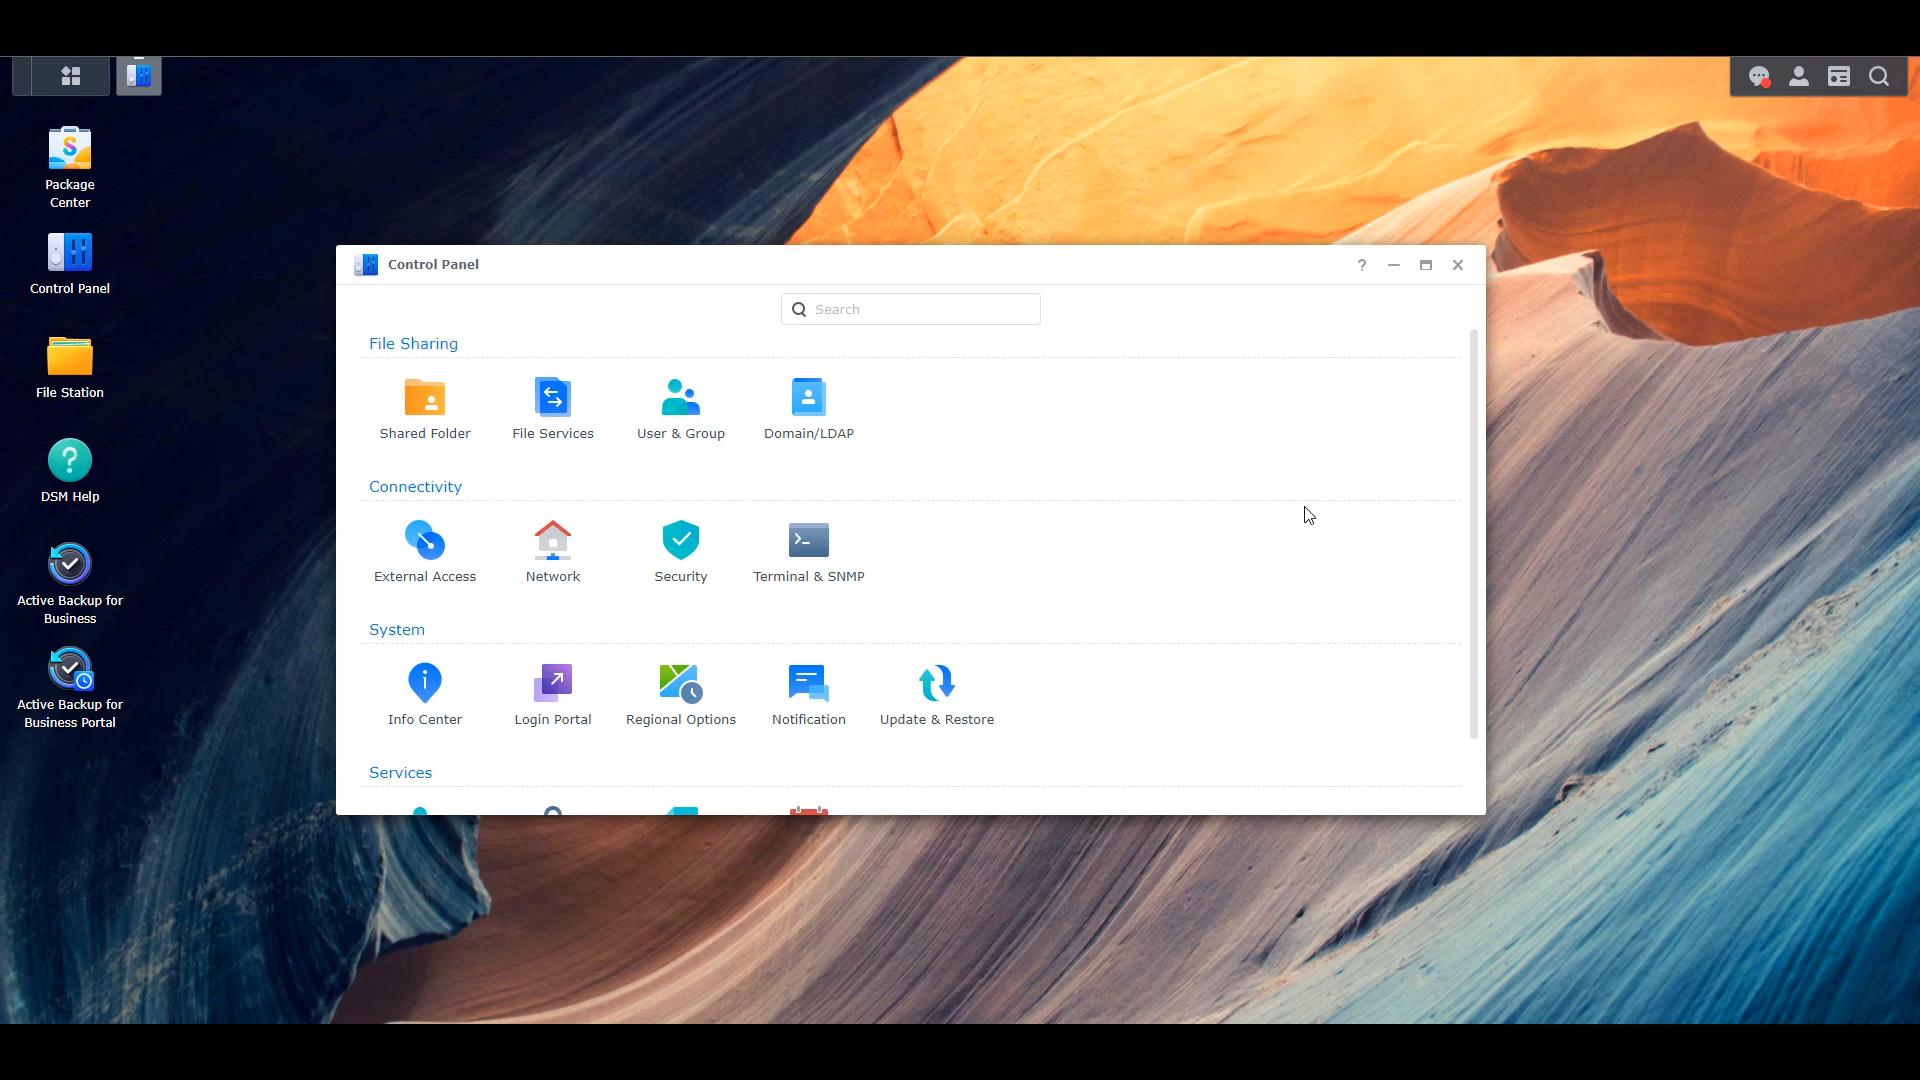 Package
Center
Control Panel
File Station
DSM Help
Active Backup for
Business
Active Backup for
Business Portal
Control Panel
Search
File Sharing
Shared Folder
File Services
User & Group
Domain/LDAP
Connectivity
External Access
Network
Security
Terminal & SNMP
System
Info Center
Login Portal
Regional Options
Notification
Update & Restore
Services